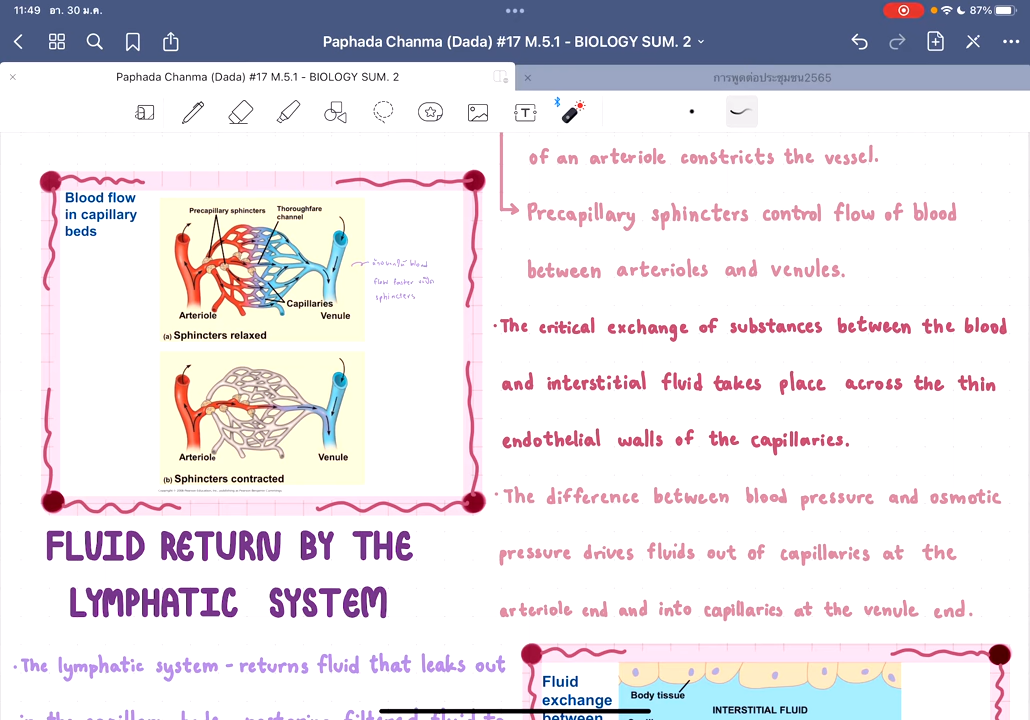 11:49 อา. 30 ม.ค.
87%
Paphada Chanma (Dada) #17 M.5.1 - BIOLOGY SUM. 2
Paphada Chanma (Dada) #17 M.5.1 - BIOLOGY SUM. 2
การพูดต่อประชุมชน2565
Blood flow
in capillary
beds
Precapillary sphincters
Thoroughfare
channel
blood
flow faster
sphincters
Capillaries
Arteriole
Venule
(a) Sphincters relaxed
Arteriole
Venule
(b) Sphincters contracted
FLUID RETURN BY THE
LYMPHATIC SYSTEM
· The lymphatic system - returns fluid that leaks out
of an arteriole constricts the vessel.
Precapillary sphincters control flow of blood
between arterioles and venules.
· The critical exchange of substances between the blood
and interstitial fluid takes place across the thin
endothelial walls of the capillaries.
· The difference between blood pressure and osmotic
pressure drives fluids out of capillaries at the
arteriole end and into capillaries at the venule end.
Fluid
exchange
between
Body tissue
INTERSTITIAL FLUID